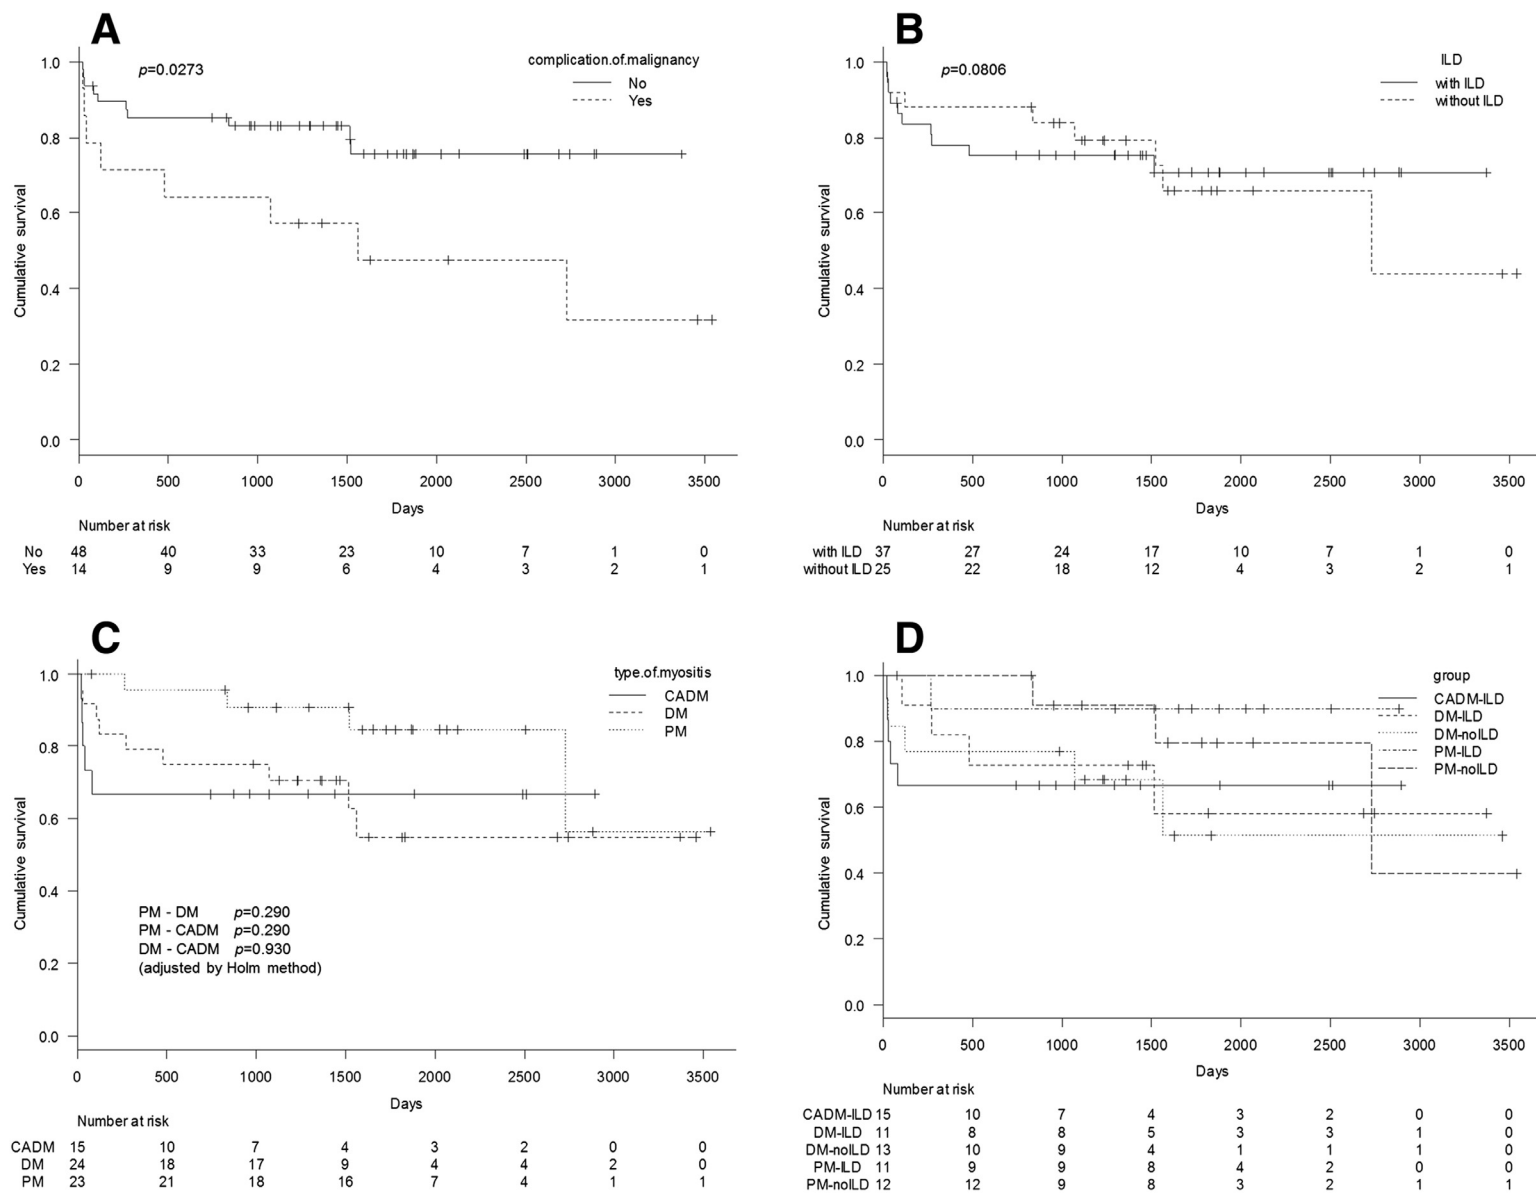 A
complication.of.malignancy
p=0.0273
No
Yes
1.0
0.8
0.6
0.4
0.2
0.0
Cumulative survival
0 500 1000 1500 2000 2500 3000 3500
Days
Number at risk
No 48 40 33 23 10 7 1 0
Yes 14 9 9 6 4 3 2 1
B
ILD
p=0.0806
with ILD
without ILD
1.0
0.8
0.6
0.4
0.2
0.0
Cumulative survival
0 500 1000 1500 2000 2500 3000 3500
Days
Number at risk
with ILD 37 27 24 17 10 7 1 0
without ILD 25 22 18 12 4 3 2 1
C
type.of.myositis
CADM
DM
PM
1.0
0.8
0.6
0.4
0.2
0.0
Cumulative survival
PM - DM p=0.290
PM - CADM p=0.290
DM - CADM p=0.930
(adjusted by Holm method)
0 500 1000 1500 2000 2500 3000 3500
Days
Number at risk
CADM 15 10 7 4 3 2 0 0
DM 24 18 17 9 4 4 2 0
PM 23 21 18 16 7 4 1 1
D
group
CADM-ILD
DM-ILD
DM-noILD
PM-ILD
PM-noILD
1.0
0.8
0.6
0.4
0.2
0.0
Cumulative survival
0 500 1000 1500 2000 2500 3000 3500
Days
Number at risk
CADM-ILD 15 10 7 4 3 2 0 0
DM-ILD 11 8 8 5 3 3 1 0
DM-noILD 13 10 9 4 1 1 1 0
PM-ILD 11 9 9 8 4 2 0 0
PM-noILD 12 12 9 8 3 2 1 1